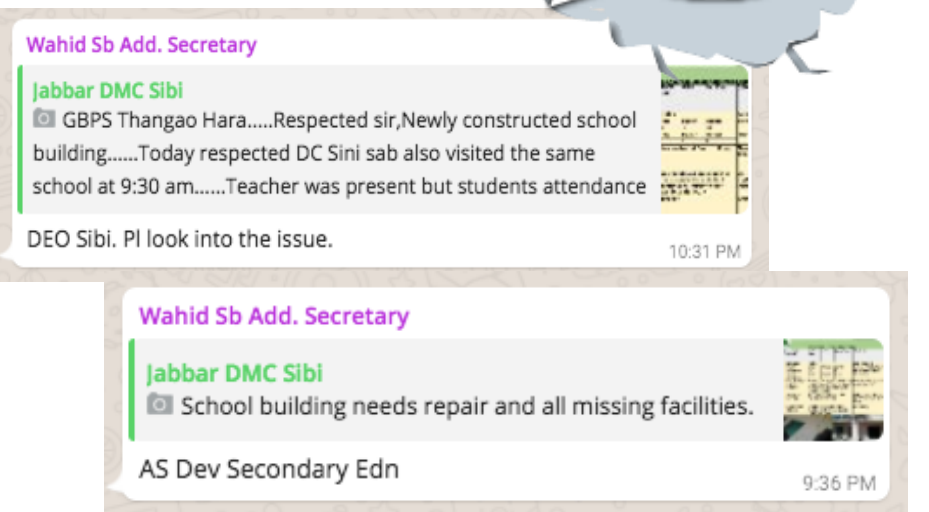 Wahid Sb Add. Secretary
Jabbar DMC Sibi
GBPS Thangao Hara.....Respected sir,Newly constructed school
building......Today respected DC Sini sab also visited the same
school at 9:30 am......Teacher was present but students attendance
DEO Sibi. Pl look into the issue.
10:31 PM
Wahid Sb Add. Secretary
Jabbar DMC Sibi
School building needs repair and all missing facilities.
AS Dev Secondary Edn
9:36 PM